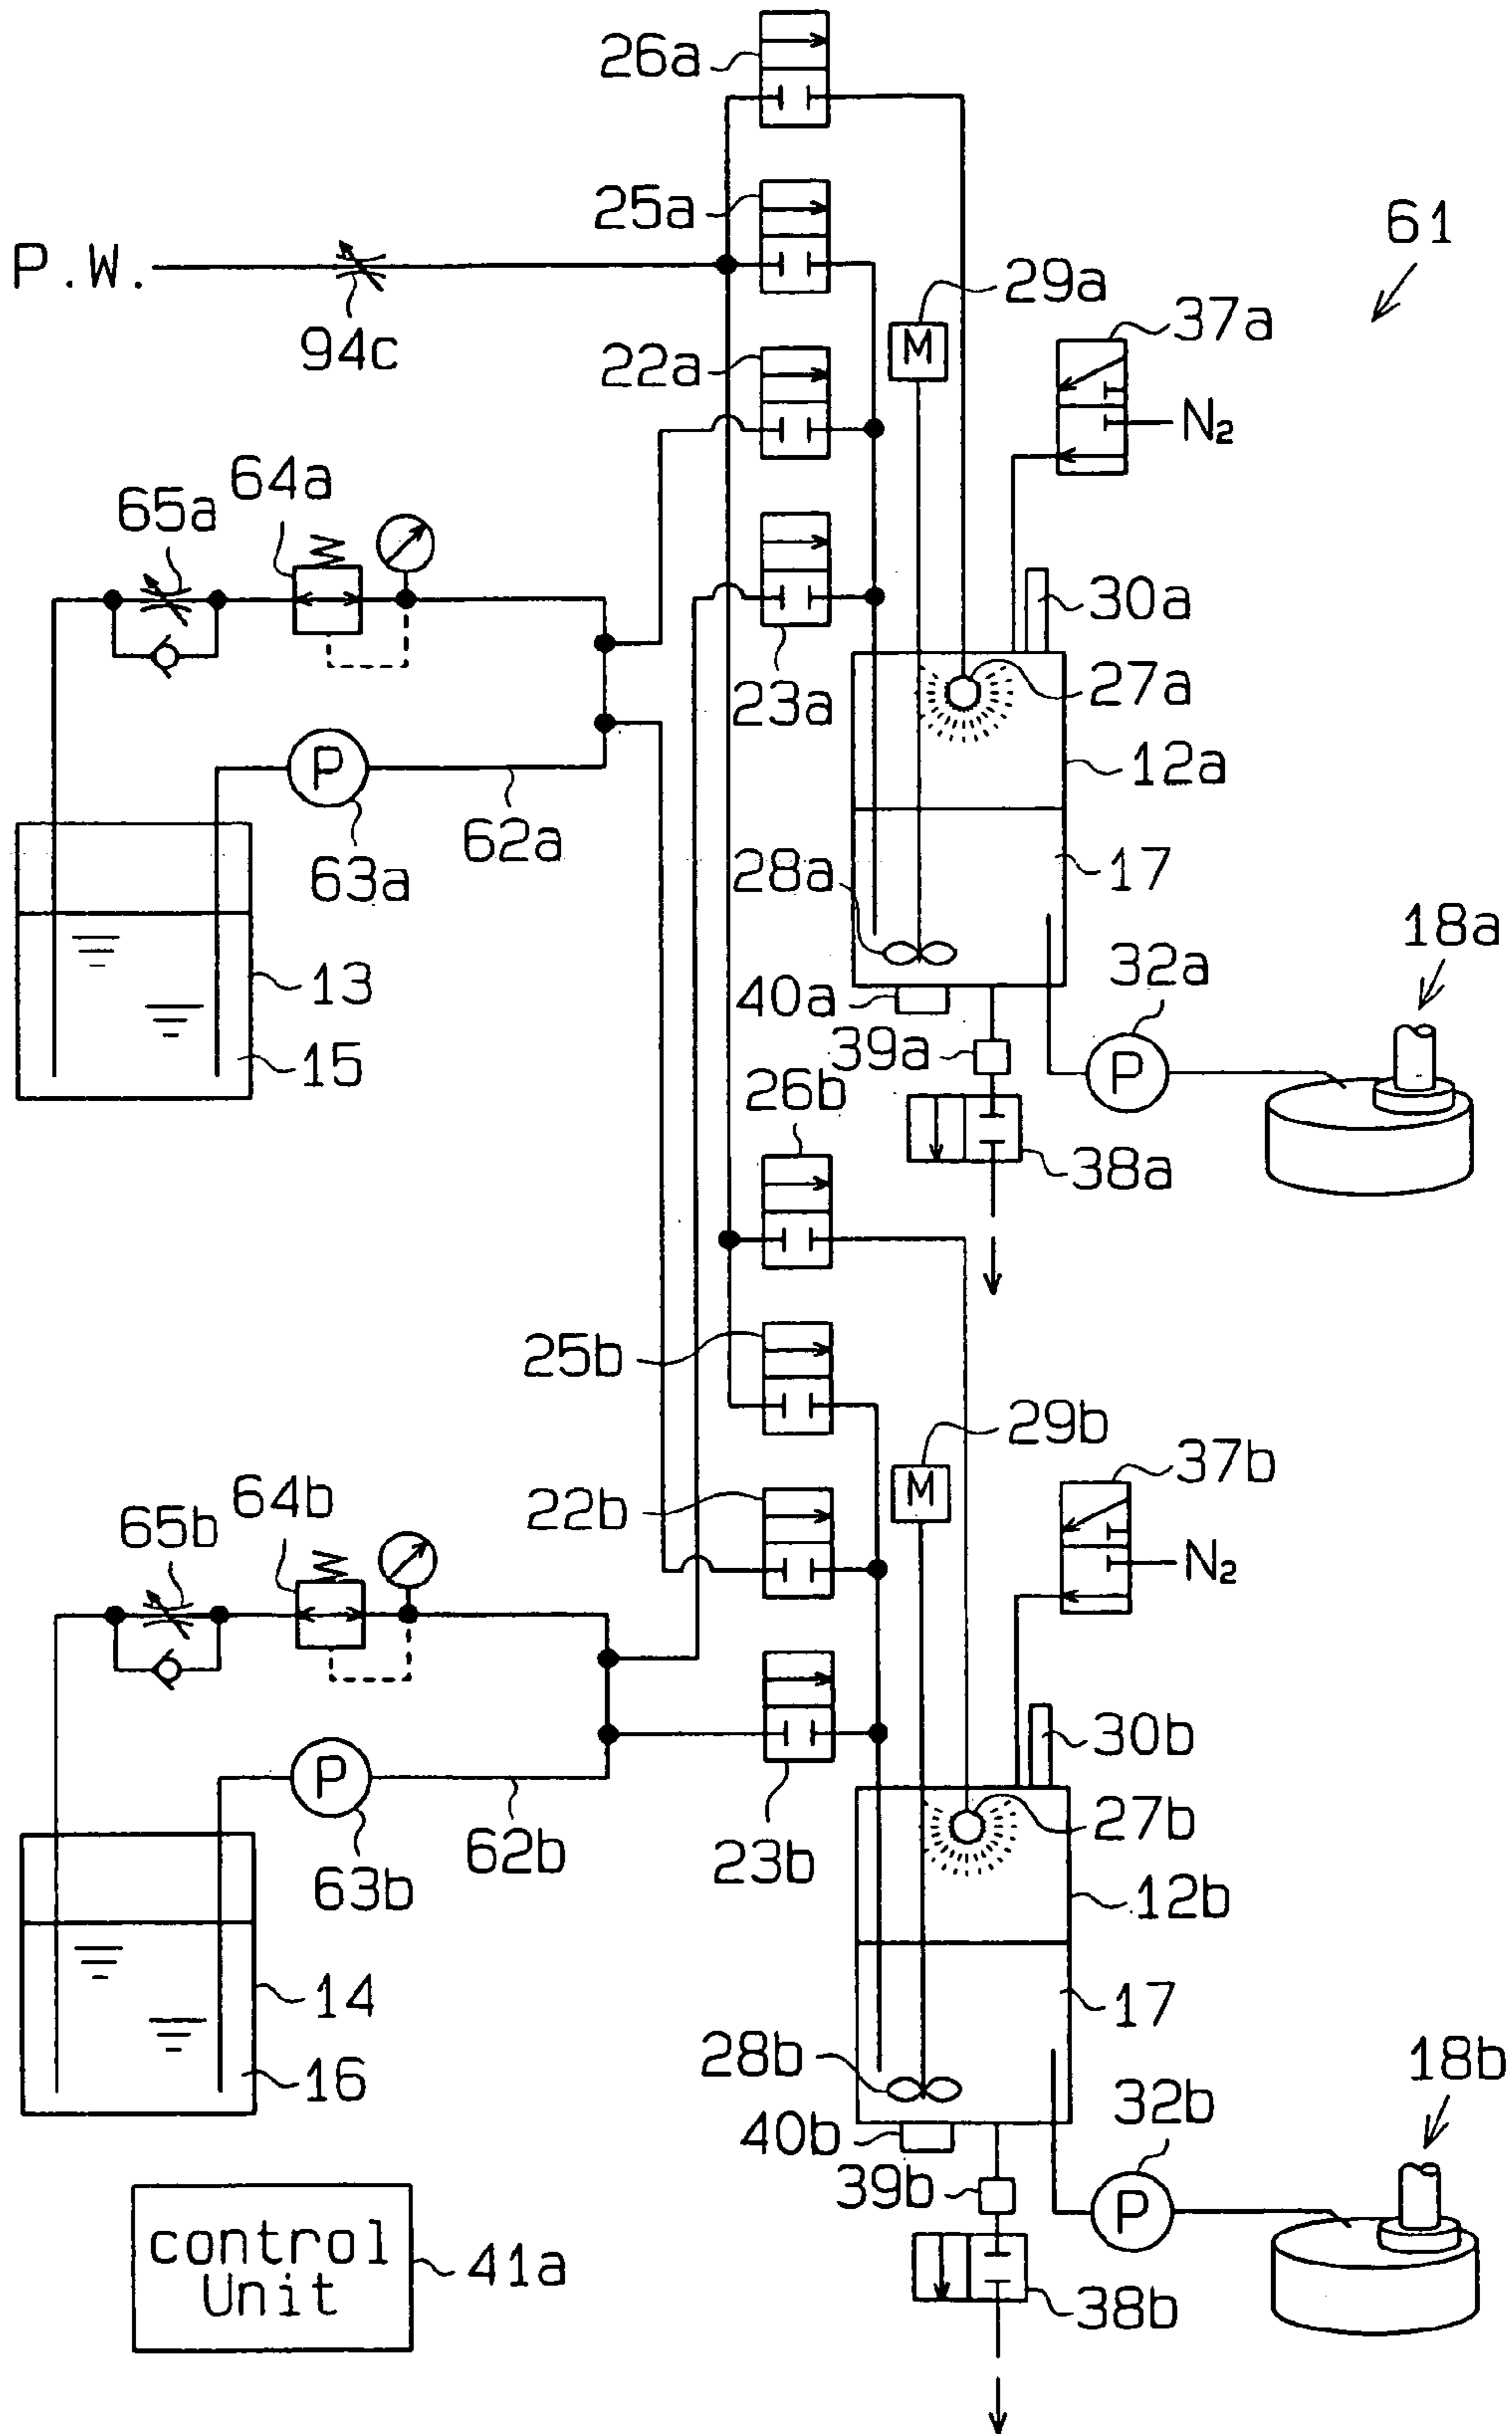 26a
25a
61
P.W.
29a
94c
37a
22a
M
N₂
64a
65a
30a
23a
27a
P
12a
62a
63a
28a
17
18a
13
40a
32a
39a
15
P
26b
38a
25b
29b
37b
64b
22b
M
65b
N₂
30b
P
27b
62b
23b
63b
12b
14
17
28b
16
18b
32b
40b
39b
P
control
Unit
41a
38b